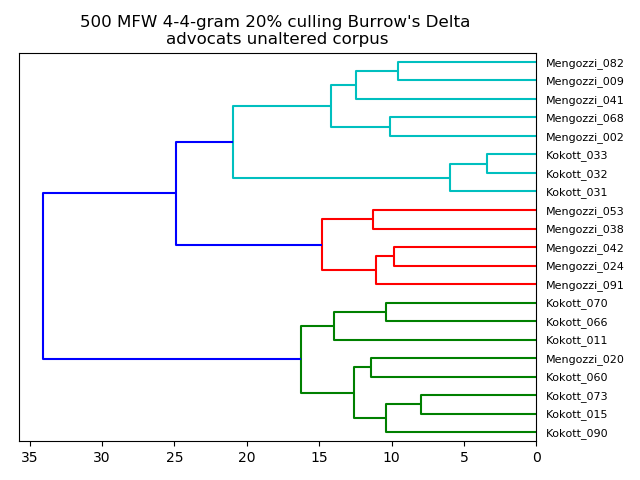 500 MFW 4-4-gram 20% culling Burrow's Delta
advocats unaltered corpus
Mengozzi_082
Mengozzi_009
Mengozzi_041
Mengozzi_068
Mengozzi_002
Kokott_033
Kokott_032
Kokott_031
Mengozzi_053
Mengozzi_038
Mengozzi_042
Mengozzi_024
Mengozzi_091
Kokott_070
Kokott_066
Kokott_011
Mengozzi_020
Kokott_060
Kokott_073
Kokott_015
Kokott_090
35 30 25 20 15 10 5 0